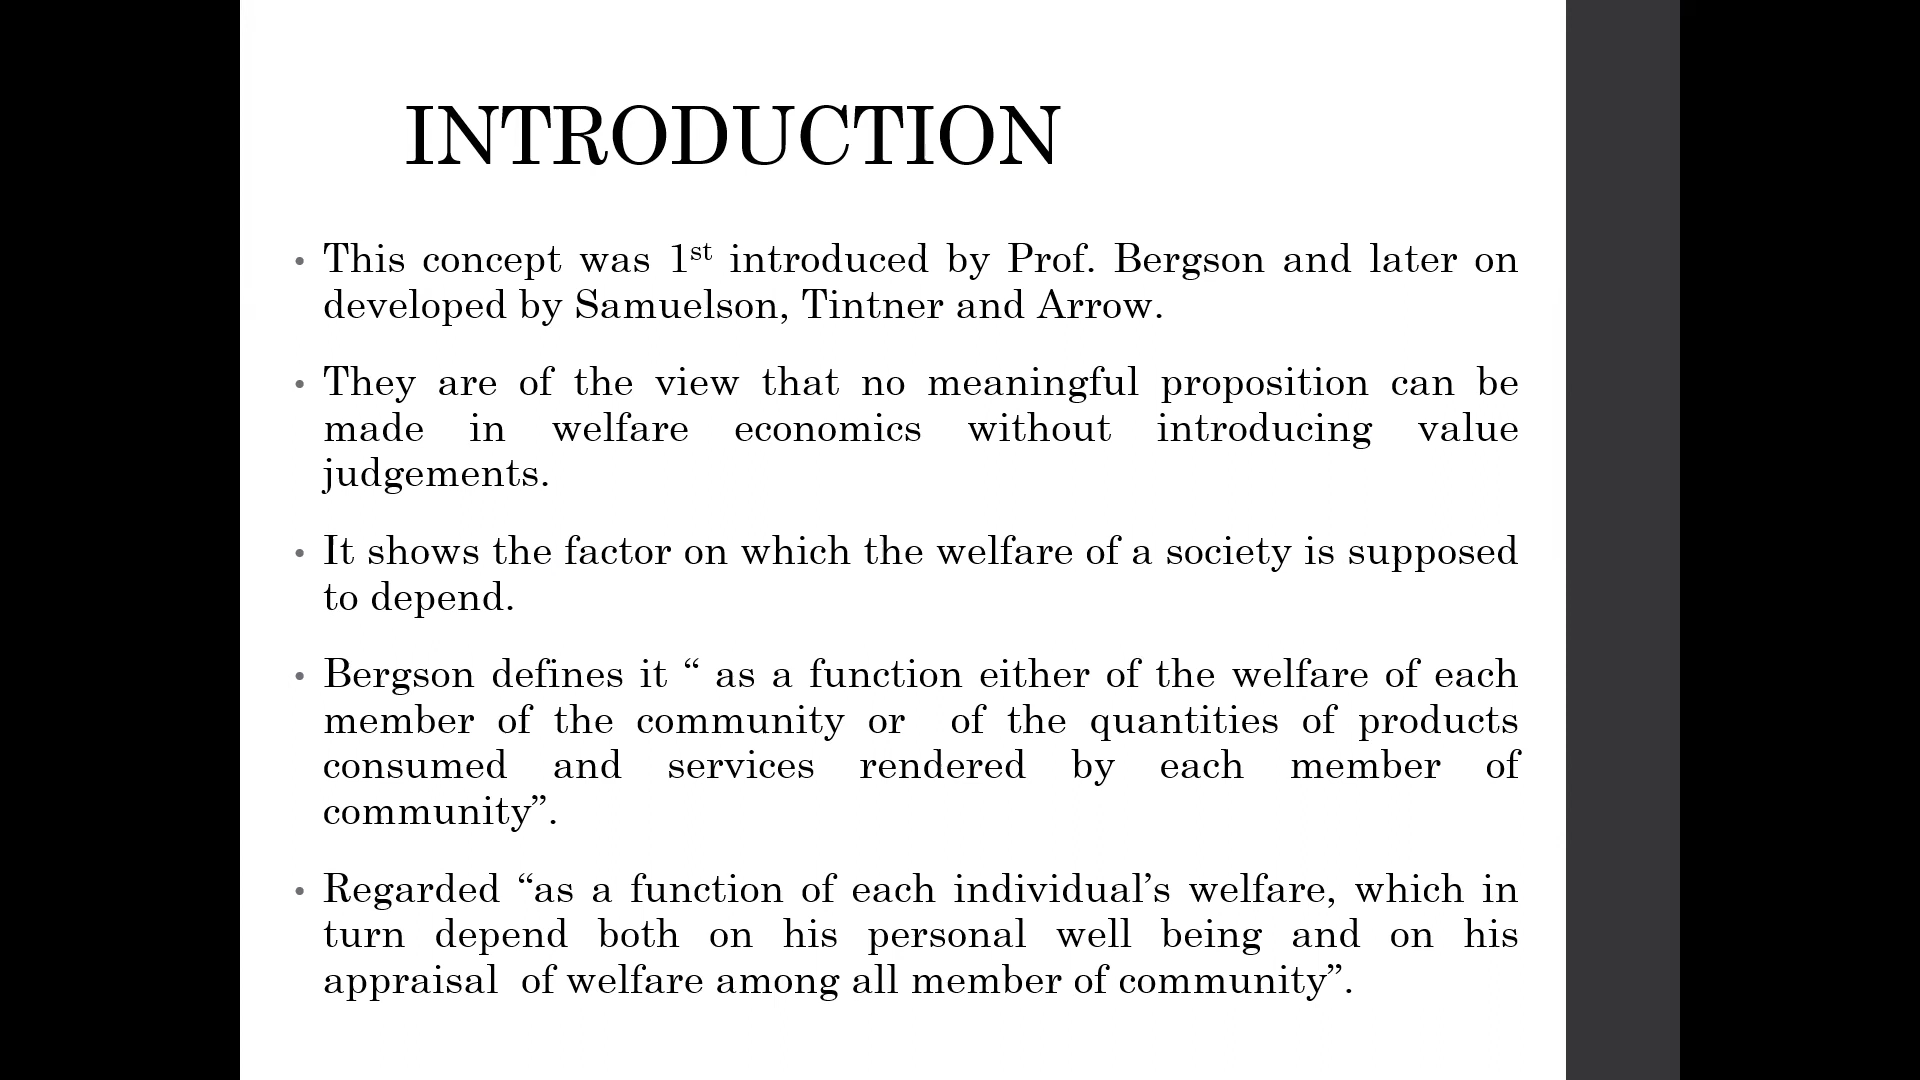 INTRODUCTION
• This concept was 1st introduced by Prof. Bergson and later on
developed by Samuelson, Tintner and Arrow.
• They are of the view that no meaningful proposition can be
made in welfare economics without introducing value
judgements.
• It shows the factor on which the welfare of a society is supposed
to depend.
• Bergson defines it “ as a function either of the welfare of each
member of the community or  of the quantities of products
consumed and services rendered by each member of
community”.
• Regarded “as a function of each individual’s welfare, which in
turn depend both on his personal well being and on his
appraisal  of welfare among all member of community”.